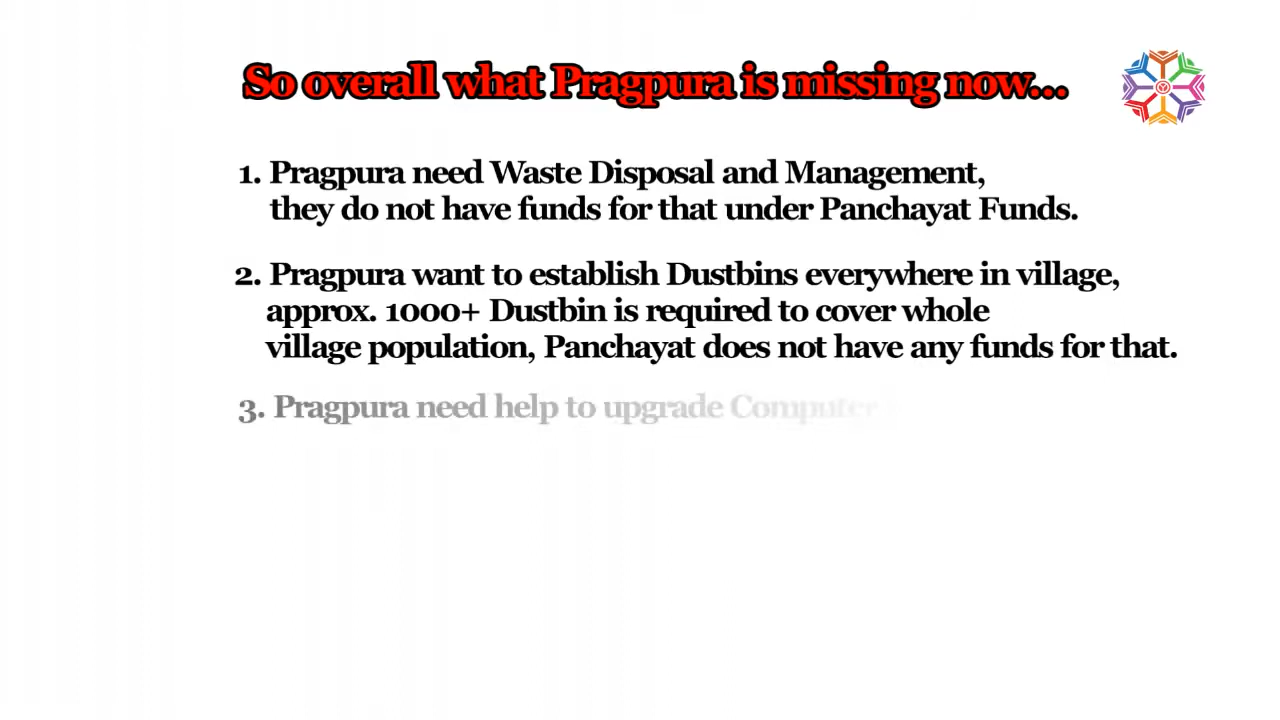 So overall what Pragpura is missing now...
1. Pragpura need Waste Disposal and Management,
they do not have funds for that under Panchayat Funds.
2. Pragpura want to establish Dustbins everywhere in village,
approx. 1000+ Dustbin is required to cover whole
village population, Panchayat does not have any funds for that.
3. Pragpura need help to upgrade Computer